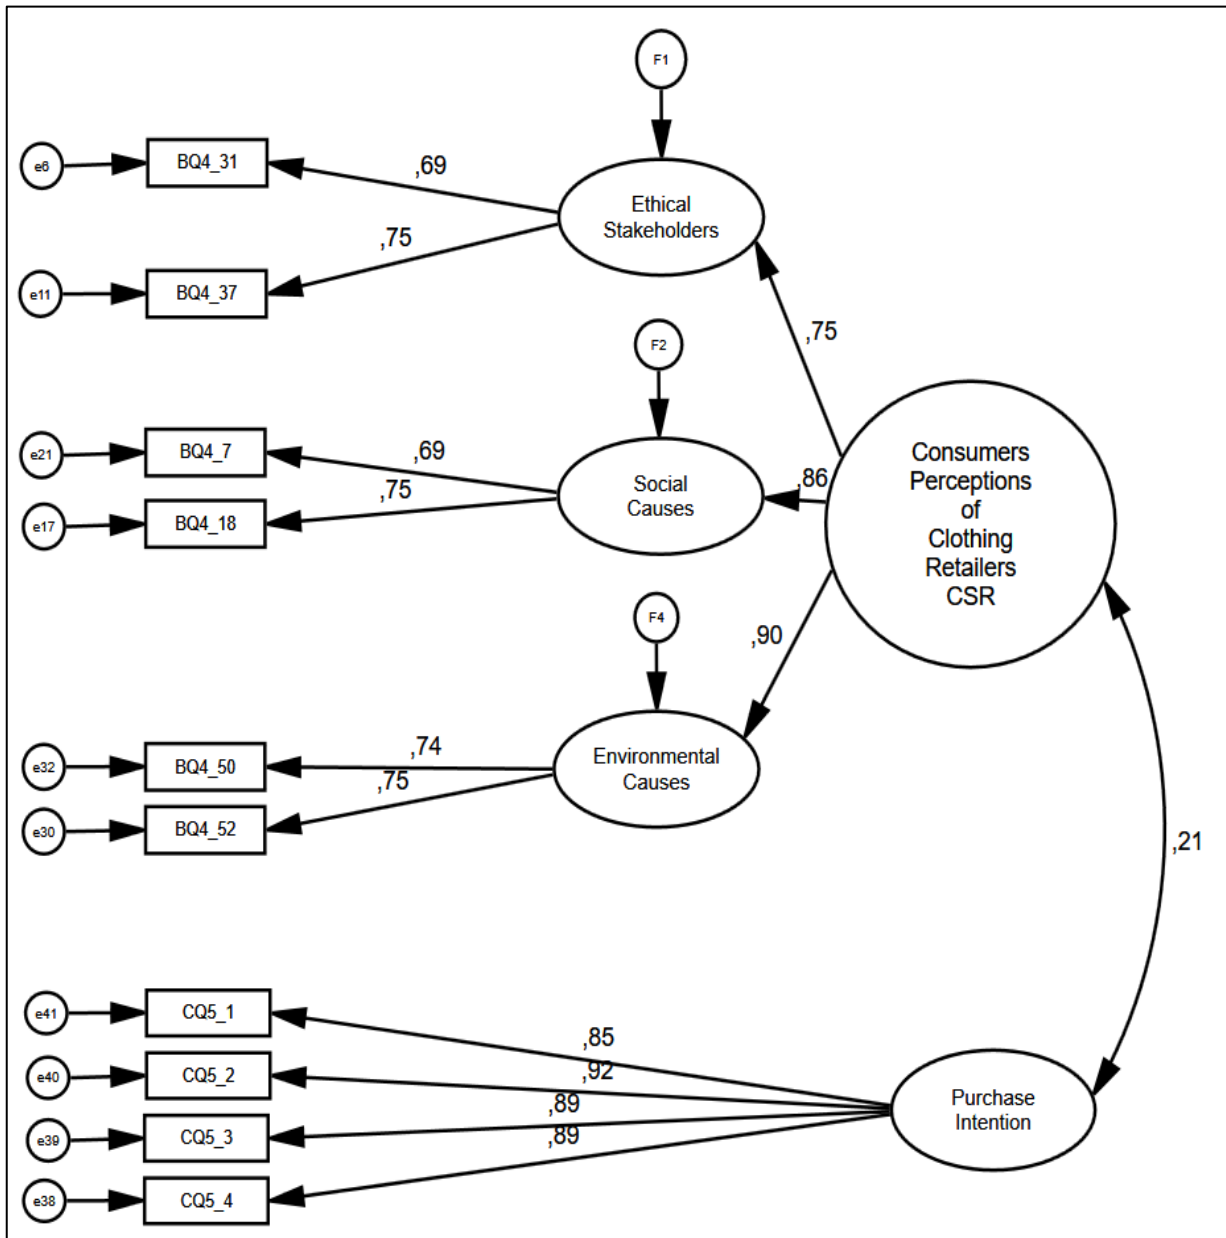 F1
e6
BQ4_31
,69
Ethical
Stakeholders
,75
e11
BQ4_37
,75
F2
e21
BQ4_7
,69
Social
Causes
,86
e17
BQ4_18
,75
Consumers
Perceptions
of
Clothing
Retailers
CSR
F4
,90
e32
BQ4_50
,74
Environmental
Causes
e30
BQ4_52
,75
,21
e41
CQ5_1
,85
e40
CQ5_2
,92
e39
CQ5_3
,89
e38
CQ5_4
,89
Purchase
Intention